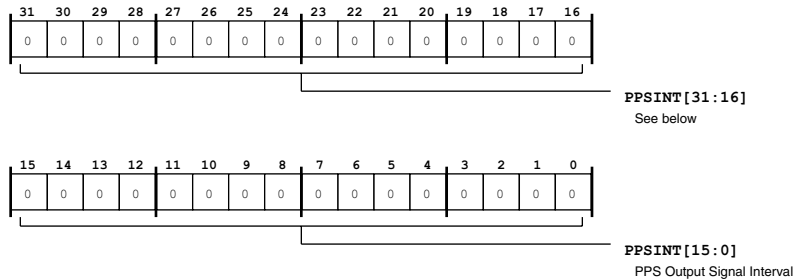 31 30 29 28 27 26 25 24 23 22 21 20 19 18 17 16
0 0 0 0 0 0 0 0 0 0 0 0 0 0 0 0
PPSINT[31:16]
See below
15 14 13 12 11 10 9 8 7 6 5 4 3 2 1 0
0 0 0 0 0 0 0 0 0 0 0 0 0 0 0 0
PPSINT[15:0]
PPS Output Signal Interval